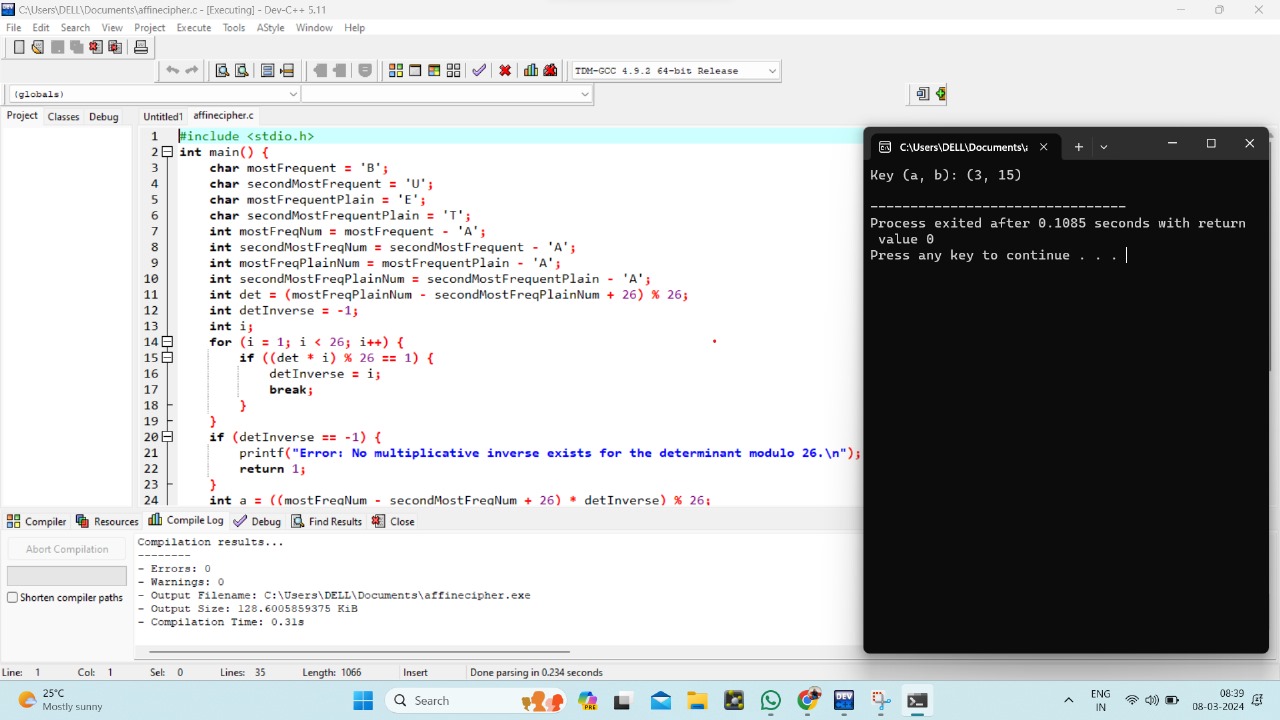 C:\Users\DELL\Documents\affinecipher.c - [Executing] - Dev-C++ 5.11
File Edit Search View Project Execute Tools AStyle Window Help
TDM-GCC 4.9.2 64-bit Release
(globals)
Project Classes Debug
Untitled1 affinecipher.c
1 #include <stdio.h>
2 int main() {
3 char mostFrequent = 'B';
4 char secondMostFrequent = 'U';
5 char mostFrequentPlain = 'E';
6 char secondMostFrequentPlain = 'T';
7 int mostFreqNum = mostFrequent - 'A';
8 int secondMostFreqNum = secondMostFrequent - 'A';
9 int mostFreqPlainNum = mostFrequentPlain - 'A';
10 int secondMostFreqPlainNum = secondMostFrequentPlain - 'A';
11 int det = (mostFreqPlainNum - secondMostFreqPlainNum + 26) % 26;
12 int detInverse = -1;
13 int i;
14 for (i = 1; i < 26; i++) {
15 if ((det * i) % 26 == 1) {
16 detInverse = i;
17 break;
18 }
19 }
20 if (detInverse == -1) {
21 printf("Error: No multiplicative inverse exists for the determinant modulo 26.\n");
22 return 1;
23 }
24 int a = ((mostFreqNum - secondMostFreqNum + 26) * detInverse) % 26;
C:\Users\DELL\Documents\
Key (a, b): (3, 15)
--------------------------------
Process exited after 0.1085 seconds with return
value 0
Press any key to continue . . .
Compiler Resources Compile Log Debug Find Results Close
Abort Compilation
Shorten compiler paths
Compilation results...
--------
- Errors: 0
- Warnings: 0
- Output Filename: C:\Users\DELL\Documents\affinecipher.exe
- Output Size: 128.6005859375 KiB
- Compilation Time: 0.31s
Line: 1 Col: 1 Sel: 0 Lines: 35 Length: 1066 Insert Done parsing in 0.234 seconds
25°C
Mostly sunny
Search
PRE
DEV
ENG
IN
08:39
08-03-2024